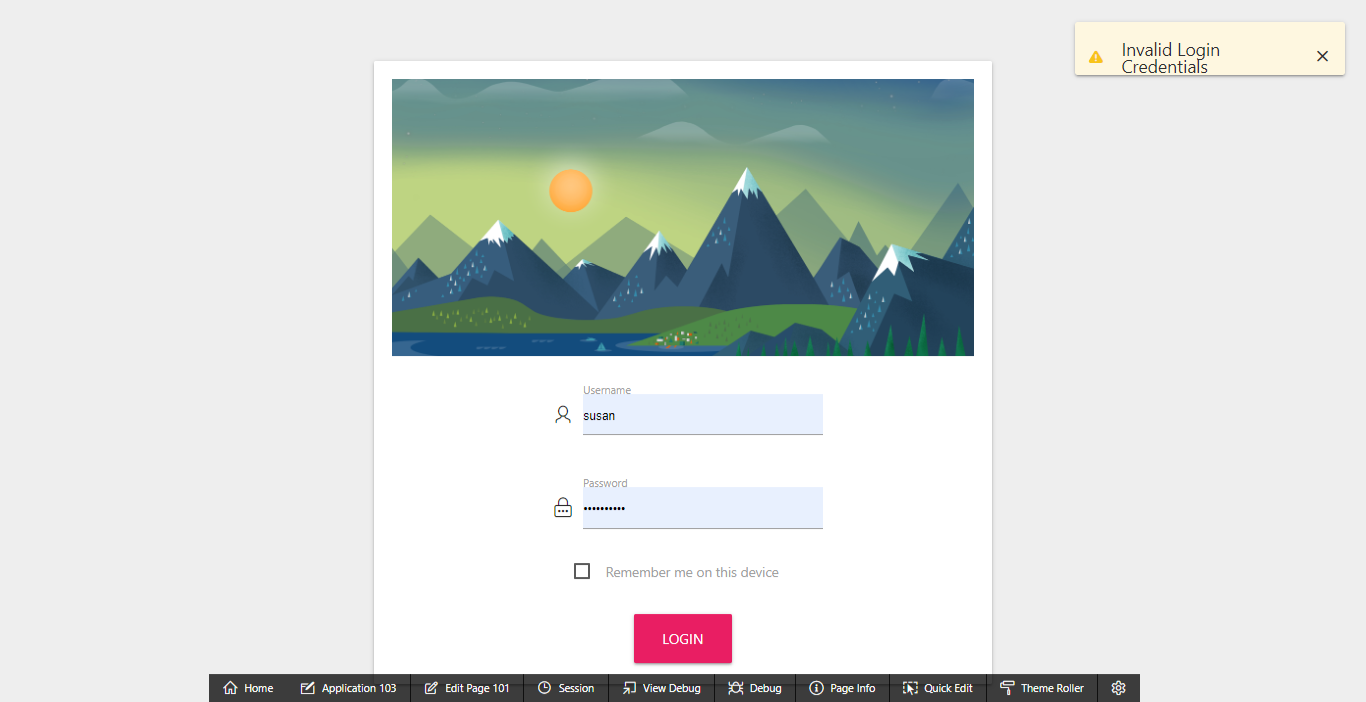 Invalid Login
Credentials
Username
susan
Password
••••••••••
Remember me on this device
LOGIN
Home Application 103 Edit Page 101 Session View Debug Debug Page Info Quick Edit Theme Roller